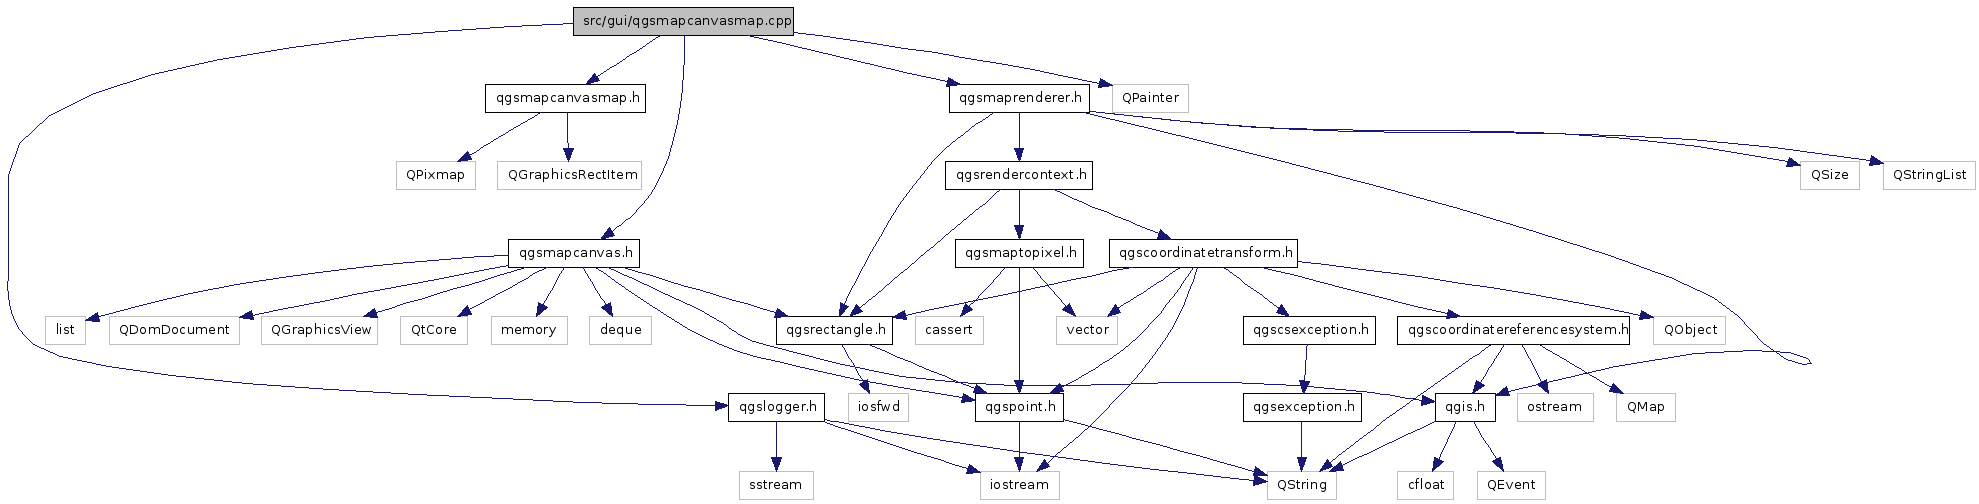 src/gui/qgsmapcanvasmap.cpp
qgsmapcanvasmap.h
qgsmaprenderer.h
QPainter
QPixmap
QGraphicsRectItem
qgsrendercontext.h
QSize
QStringList
qgsmapcanvas.h
qgsmaptopixel.h
qgscoordinatetransform.h
list
QDomDocument
QGraphicsView
QtCore
memory
deque
qgsrectangle.h
cassert
vector
qgscsexception.h
qgscoordinatereferencesystem.h
QObject
qgslogger.h
iosfwd
qgspoint.h
qgsexception.h
qgis.h
ostream
QMap
sstream
iostream
QString
cfloat
QEvent